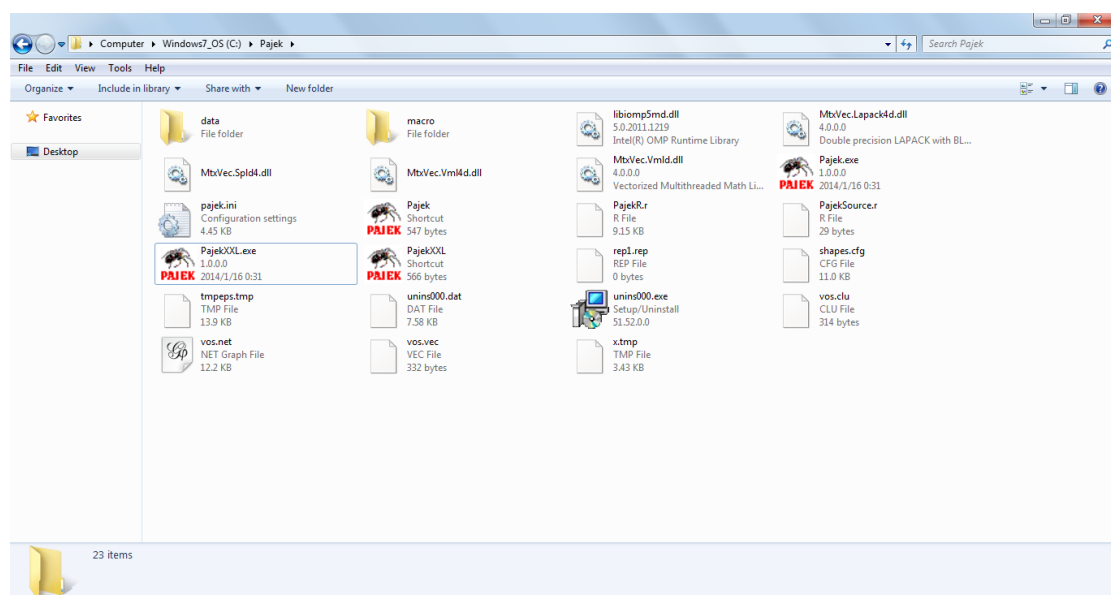 Computer ▸ Windows7_OS (C:) ▸ Pajek ▸
Search Pajek
File Edit View Tools Help
Organize Include in library Share with New folder
Favorites
Desktop
data
File folder
macro
File folder
libiomp5md.dll
5.0.2011.1219
Intel(R) OMP Runtime Library
MtxVec.Lapack4d.dll
4.0.0.0
Double precision LAPACK with BL...
MtxVec.Spld4.dll
MtxVec.Vml4d.dll
MtxVec.Vmld.dll
4.0.0.0
Vectorized Multithreaded Math Li...
PAJEK
Pajek.exe
1.0.0.0
2014/1/16 0:31
pajek.ini
Configuration settings
4.45 KB
PAJEK
Pajek
Shortcut
547 bytes
PajekR.r
R File
9.15 KB
PajekSource.r
R File
29 bytes
PAJEK
PajekXXL.exe
1.0.0.0
2014/1/16 0:31
PAJEK
PajekXXL
Shortcut
566 bytes
rep1.rep
REP File
0 bytes
shapes.cfg
CFG File
11.0 KB
tmpeps.tmp
TMP File
13.9 KB
unins000.dat
DAT File
7.58 KB
unins000.exe
Setup/Uninstall
51.52.0.0
vos.clu
CLU File
314 bytes
vos.net
NET Graph File
12.2 KB
vos.vec
VEC File
332 bytes
x.tmp
TMP File
3.43 KB
23 items